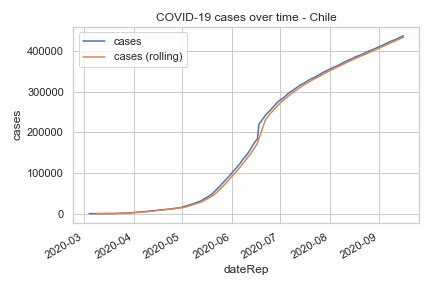 COVID-19 cases over time - Chile
cases
cases (rolling)
400000
300000
200000
100000
0
cases
2020-03
2020-04
2020-05
2020-06
2020-07
2020-08
2020-09
dateRep